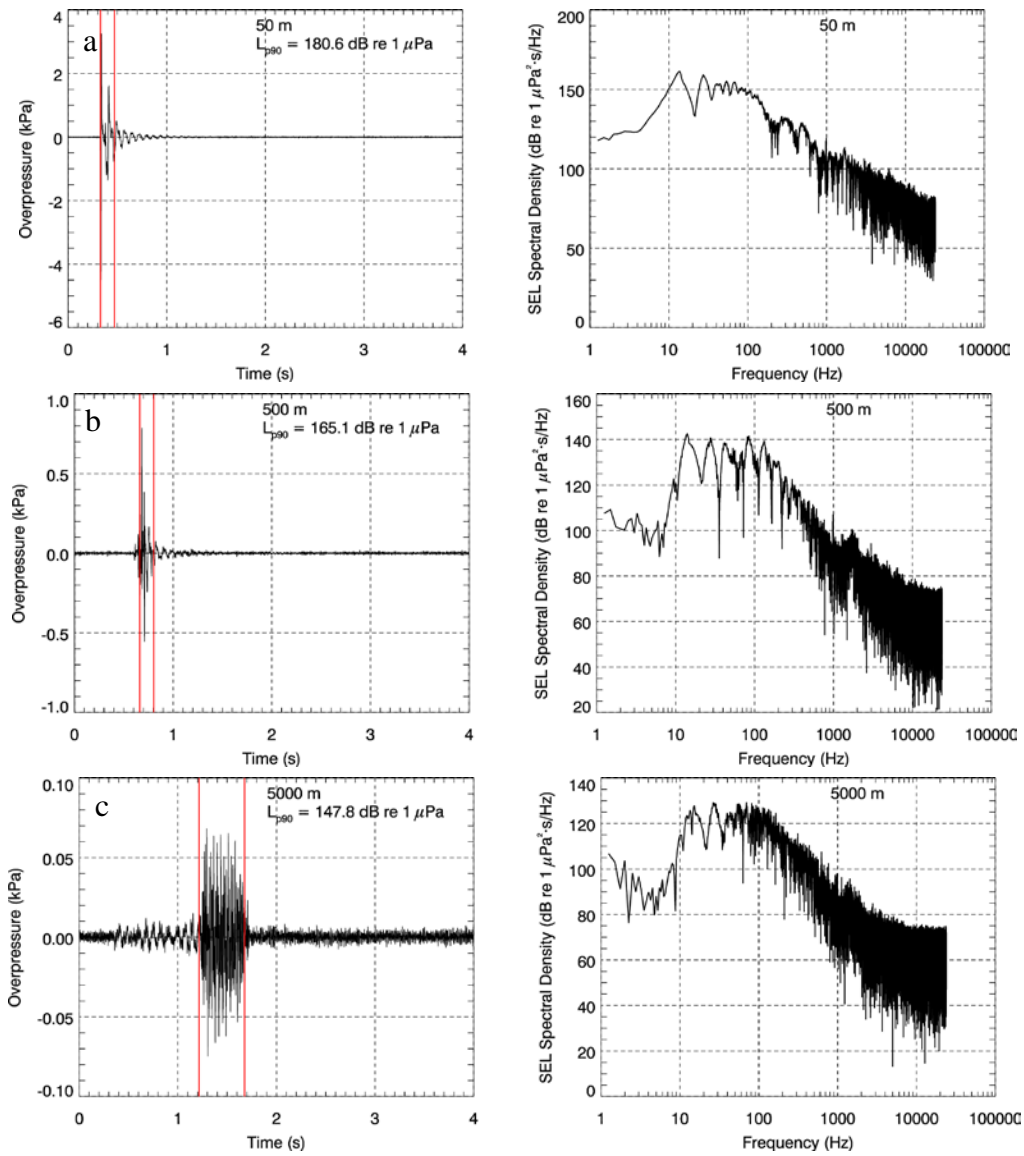 a
50 m
Lp90 = 180.6 dB re 1 μPa
4
2
0
-2
-4
-6
Overpressure (kPa)
0 1 2 3 4
Time (s)
50 m
200
150
100
50
0
SEL Spectral Density (dB re 1 μPa²·s/Hz)
1 10 100 1000 10000 100000
Frequency (Hz)
b
500 m
Lp90 = 165.1 dB re 1 μPa
1.0
0.5
0.0
-0.5
-1.0
Overpressure (kPa)
0 1 2 3 4
Time (s)
500 m
160
140
120
100
80
60
40
20
SEL Spectral Density (dB re 1 μPa²·s/Hz)
1 10 100 1000 10000 100000
Frequency (Hz)
c
5000 m
Lp90 = 147.8 dB re 1 μPa
0.10
0.05
0.00
-0.05
-0.10
Overpressure (kPa)
0 1 2 3 4
Time (s)
5000 m
140
120
100
80
60
40
20
0
SEL Spectral Density (dB re 1 μPa²·s/Hz)
1 10 100 1000 10000 100000
Frequency (Hz)